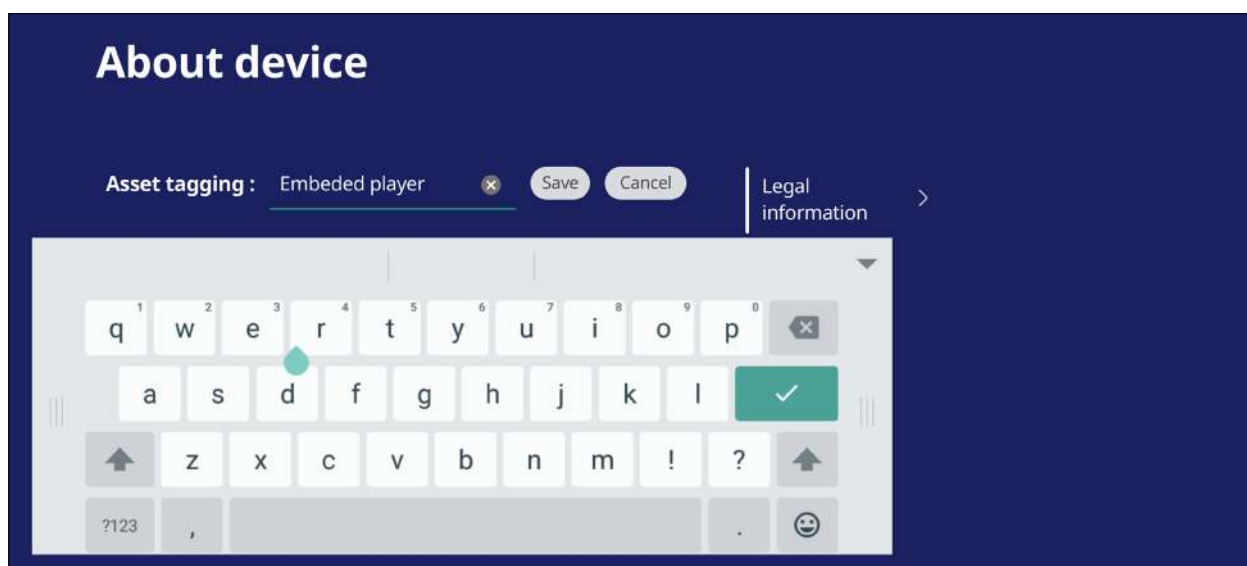 About device
Asset tagging : Embeded player Save Cancel
Legal
information
1 2 3 4 5 6 7 8 9 0
q w e r t y u i o p
a s d f g h j k l
z x c v b n m ! ?
?123 , .